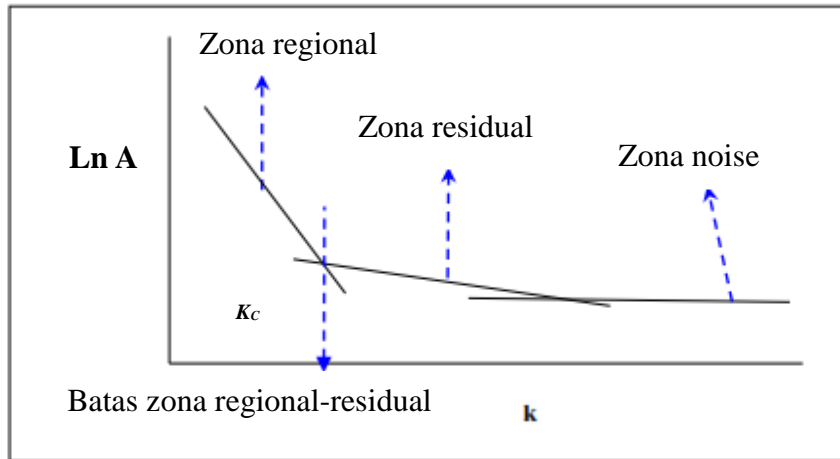 Zona regional
Zona residual
Ln A
Zona noise
Kc
Batas zona regional-residual
k